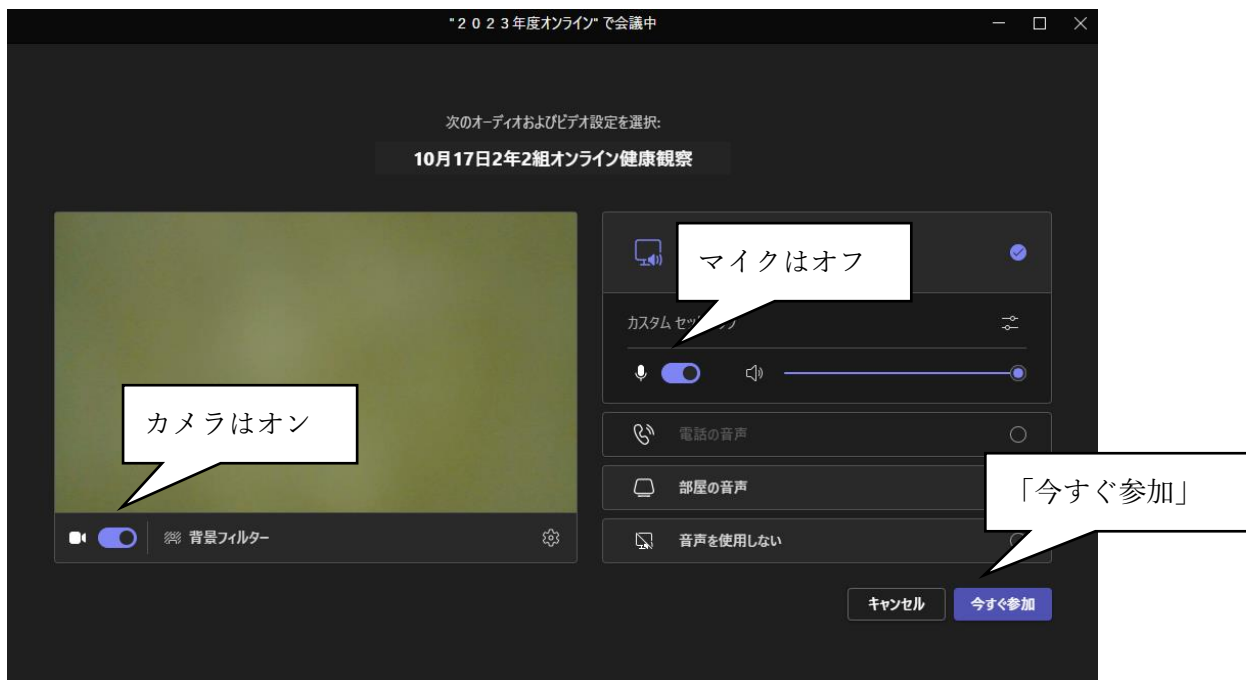 "２０２３年度オンライン" で会議中
次のオーディオおよびビデオ設定を選択:
10月17日2年2組オンライン健康観察
マイクはオフ
カスタム セッ
カメラはオン
電話の音声
部屋の音声
「今すぐ参加」
背景フィルター
音声を使用しない
キャンセル
今すぐ参加